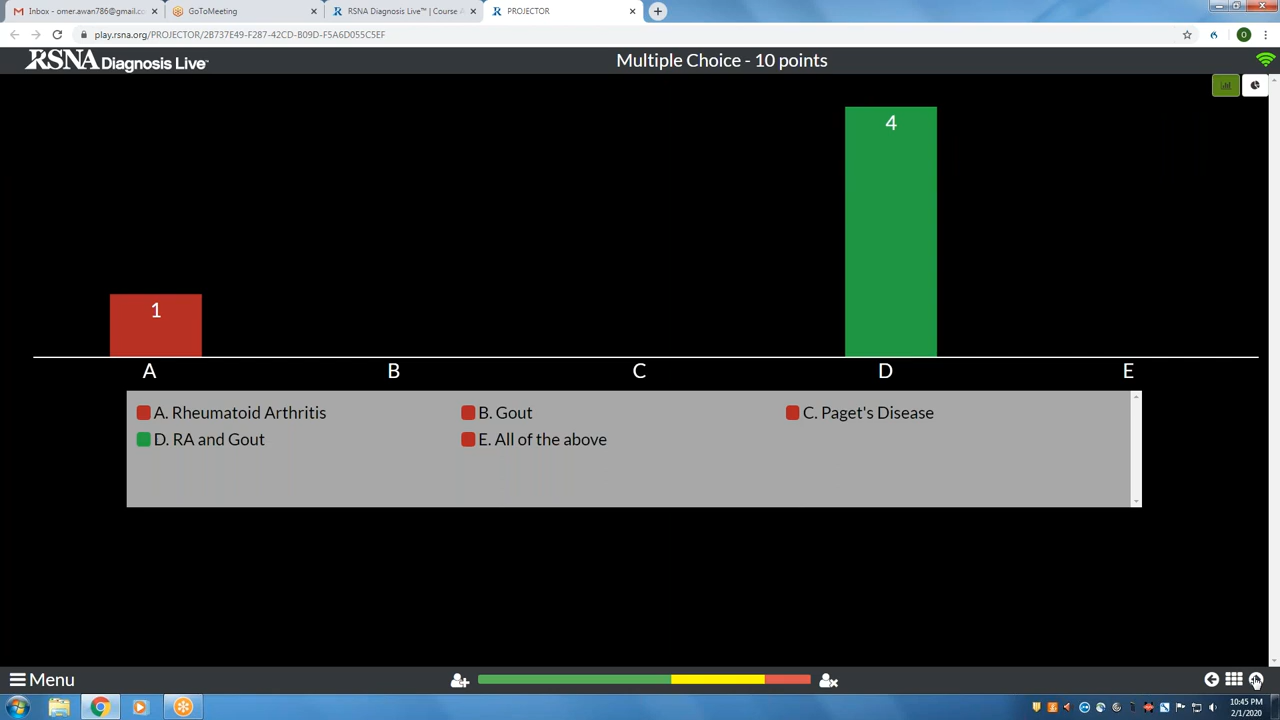 Inbox - omer.awan786@gmail.co
GoToMeeting
RSNA Diagnosis Live™ | Course A
PROJECTOR
play.rsna.org/PROJECTOR/2B737E49-F287-42CD-B09D-F5A6D055C5EF
RSNA Diagnosis Live™
Multiple Choice - 10 points
1
4
A
B
C
D
E
A. Rheumatoid Arthritis
B. Gout
C. Paget's Disease
D. RA and Gout
E. All of the above
Menu
10:45 PM
2/1/2020